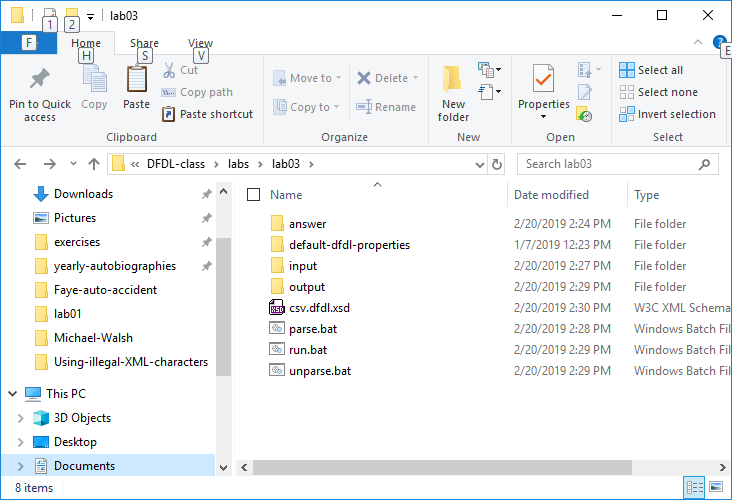 1 2 lab03
F Home Share View
H S V E
Pin to Quick access
Copy
Paste
Cut
Copy path
Paste shortcut
Clipboard
Move to
Copy to
Delete
Rename
Organize
New folder
New
Properties
Open
Select all
Select none
Invert selection
Select
« DFDL-class > labs > lab03 >
Search lab03
Downloads
Pictures
exercises
yearly-autobiographies
Faye-auto-accident
lab01
Michael-Walsh
Using-illegal-XML-characters
This PC
3D Objects
Desktop
Documents
Name Date modified Type
answer 2/20/2019 2:24 PM File folder
default-dfdl-properties 1/7/2019 12:23 PM File folder
input 2/20/2019 2:27 PM File folder
output 2/20/2019 2:29 PM File folder
csv.dfdl.xsd 2/20/2019 2:30 PM W3C XML Schema
parse.bat 2/20/2019 2:28 PM Windows Batch Fi
run.bat 2/20/2019 2:29 PM Windows Batch Fi
unparse.bat 2/20/2019 2:29 PM Windows Batch Fi
8 items